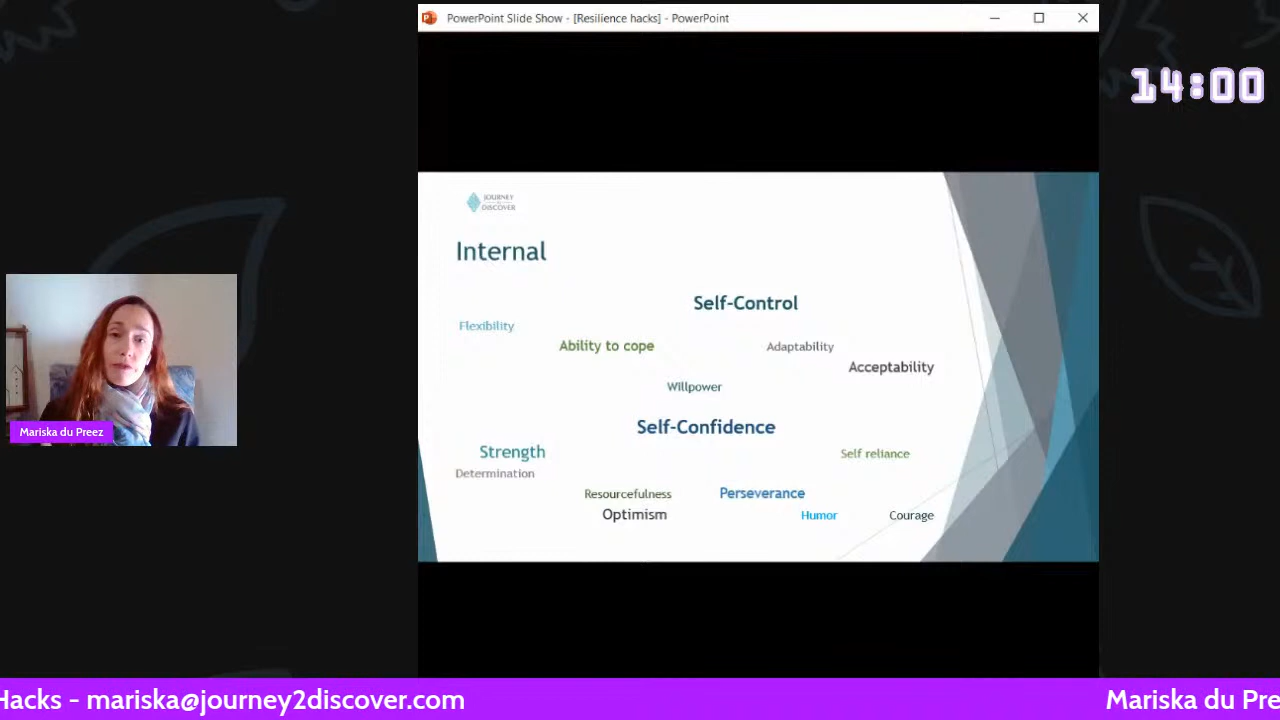 PowerPoint Slide Show - [Resilience hacks] - PowerPoint
14:00
JOURNEY
DISCOVER
Internal
Self-Control
Flexibility
Ability to cope
Adaptability
Acceptability
Willpower
Self-Confidence
Strength
Self reliance
Determination
Resourcefulness
Perseverance
Optimism
Humor
Courage
Mariska du Preez
Hacks - mariska@journey2discover.com
Mariska du Pre